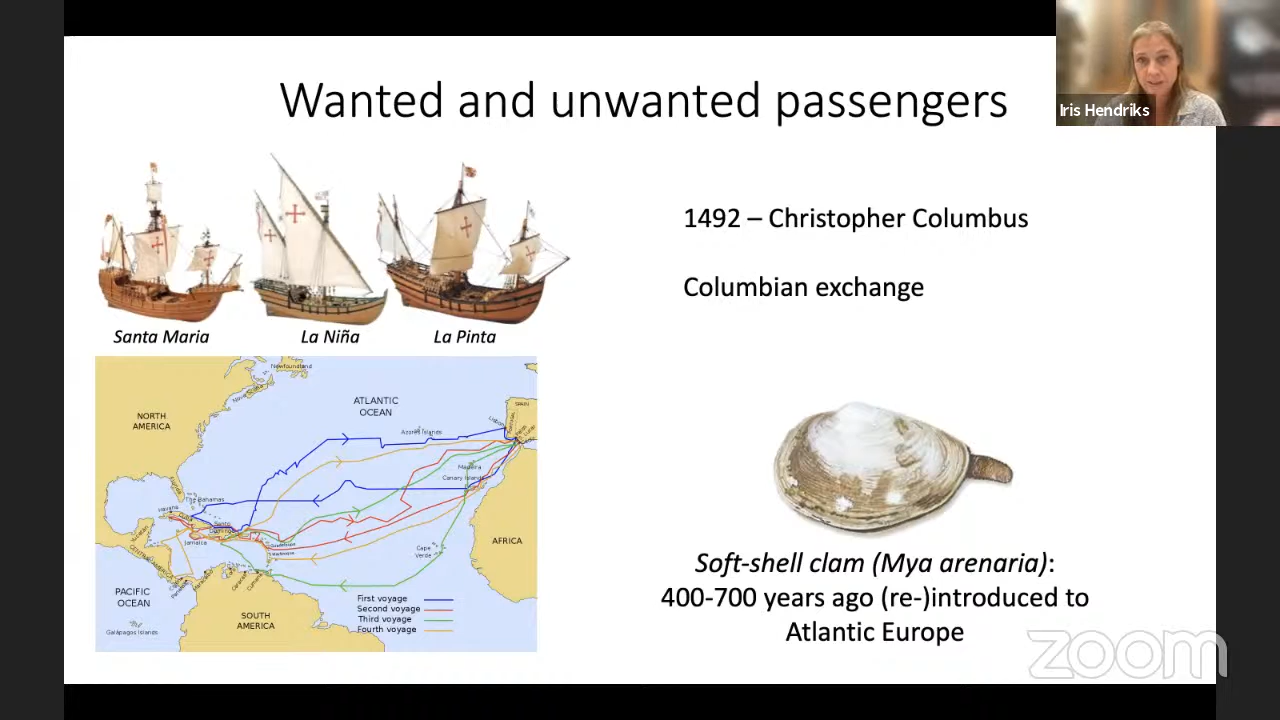 Wanted and unwanted passengers
Iris Hendriks
1492 – Christopher Columbus
Columbian exchange
Santa Maria
La Niña
La Pinta
Newfoundland
NORTH
AMERICA
ATLANTIC
OCEAN
SPAIN
Lisbon
Azores Islands
Madeira
Canary Islands
The Bahamas
Havana
Santo
Jamaica
Cape
Verde
AFRICA
PACIFIC
OCEAN
SOUTH
AMERICA
Galápagos Islands
First voyage
Second voyage
Third voyage
Fourth voyage
Soft-shell clam (Mya arenaria):
400-700 years ago (re-)introduced to
Atlantic Europe
zoom